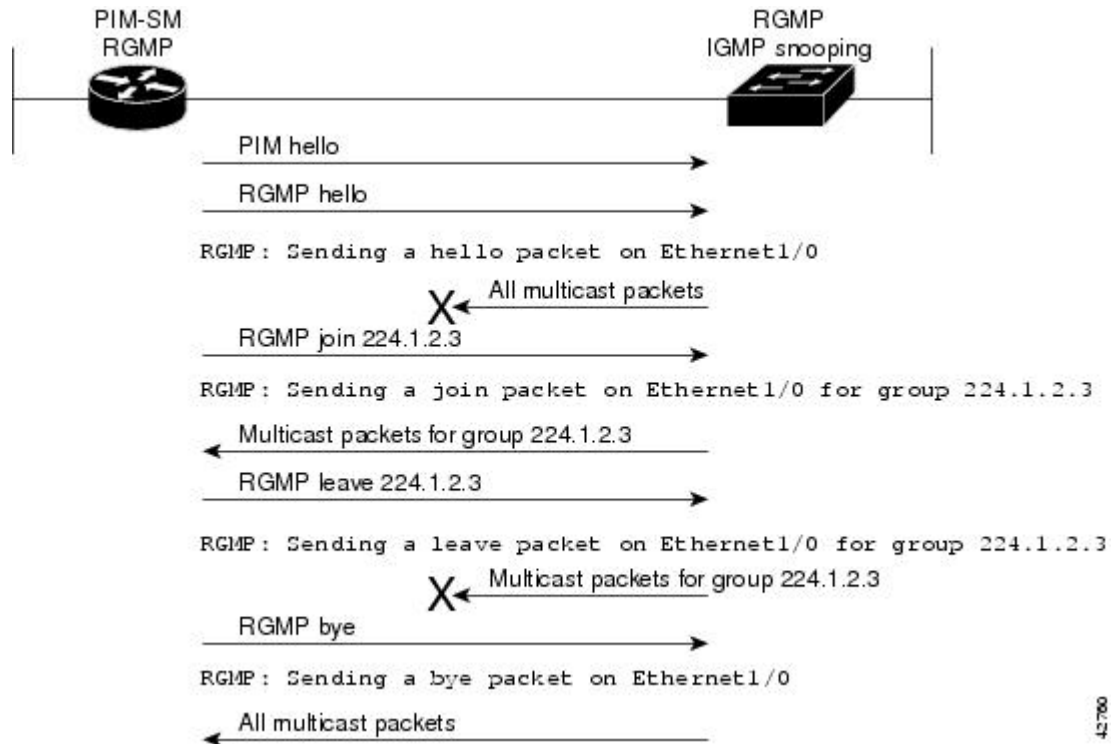 PIM-SM
RGMP
RGMP
IGMP snooping
PIM hello
RGMP hello
RGMP: Sending a hello packet on Ethernet1/0
X
All multicast packets
RGMP join 224.1.2.3
RGMP: Sending a join packet on Ethernet1/0 for group 224.1.2.3
Multicast packets for group 224.1.2.3
RGMP leave 224.1.2.3
RGMP: Sending a leave packet on Ethernet1/0 for group 224.1.2.3
X
Multicast packets for group 224.1.2.3
RGMP bye
RGMP: Sending a bye packet on Ethernet1/0
All multicast packets
42760